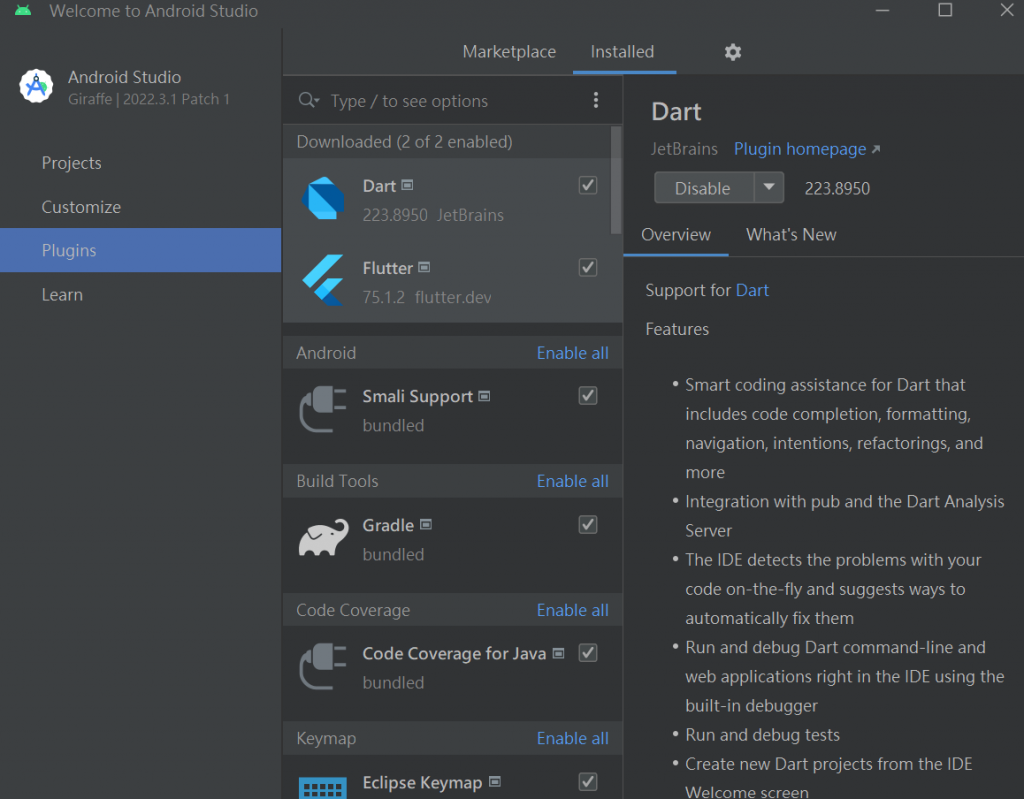 Welcome to Android Studio
Android Studio
Giraffe | 2022.3.1 Patch 1
Projects
Customize
Plugins
Learn
Marketplace
Installed
Type / to see options
Downloaded (2 of 2 enabled)
Dart
223.8950 JetBrains
Flutter
75.1.2 flutter.dev
Android Enable all
Smali Support
bundled
Build Tools Enable all
Gradle
bundled
Code Coverage Enable all
Code Coverage for Java
bundled
Keymap Enable all
Eclipse Keymap
Dart
JetBrains Plugin homepage
Disable 223.8950
Overview What's New
Support for Dart
Features
• Smart coding assistance for Dart that
includes code completion, formatting,
navigation, intentions, refactorings, and
more
• Integration with pub and the Dart Analysis
Server
• The IDE detects the problems with your
code on-the-fly and suggests ways to
automatically fix them
• Run and debug Dart command-line and
web applications right in the IDE using the
built-in debugger
• Run and debug tests
• Create new Dart projects from the IDE
Welcome screen